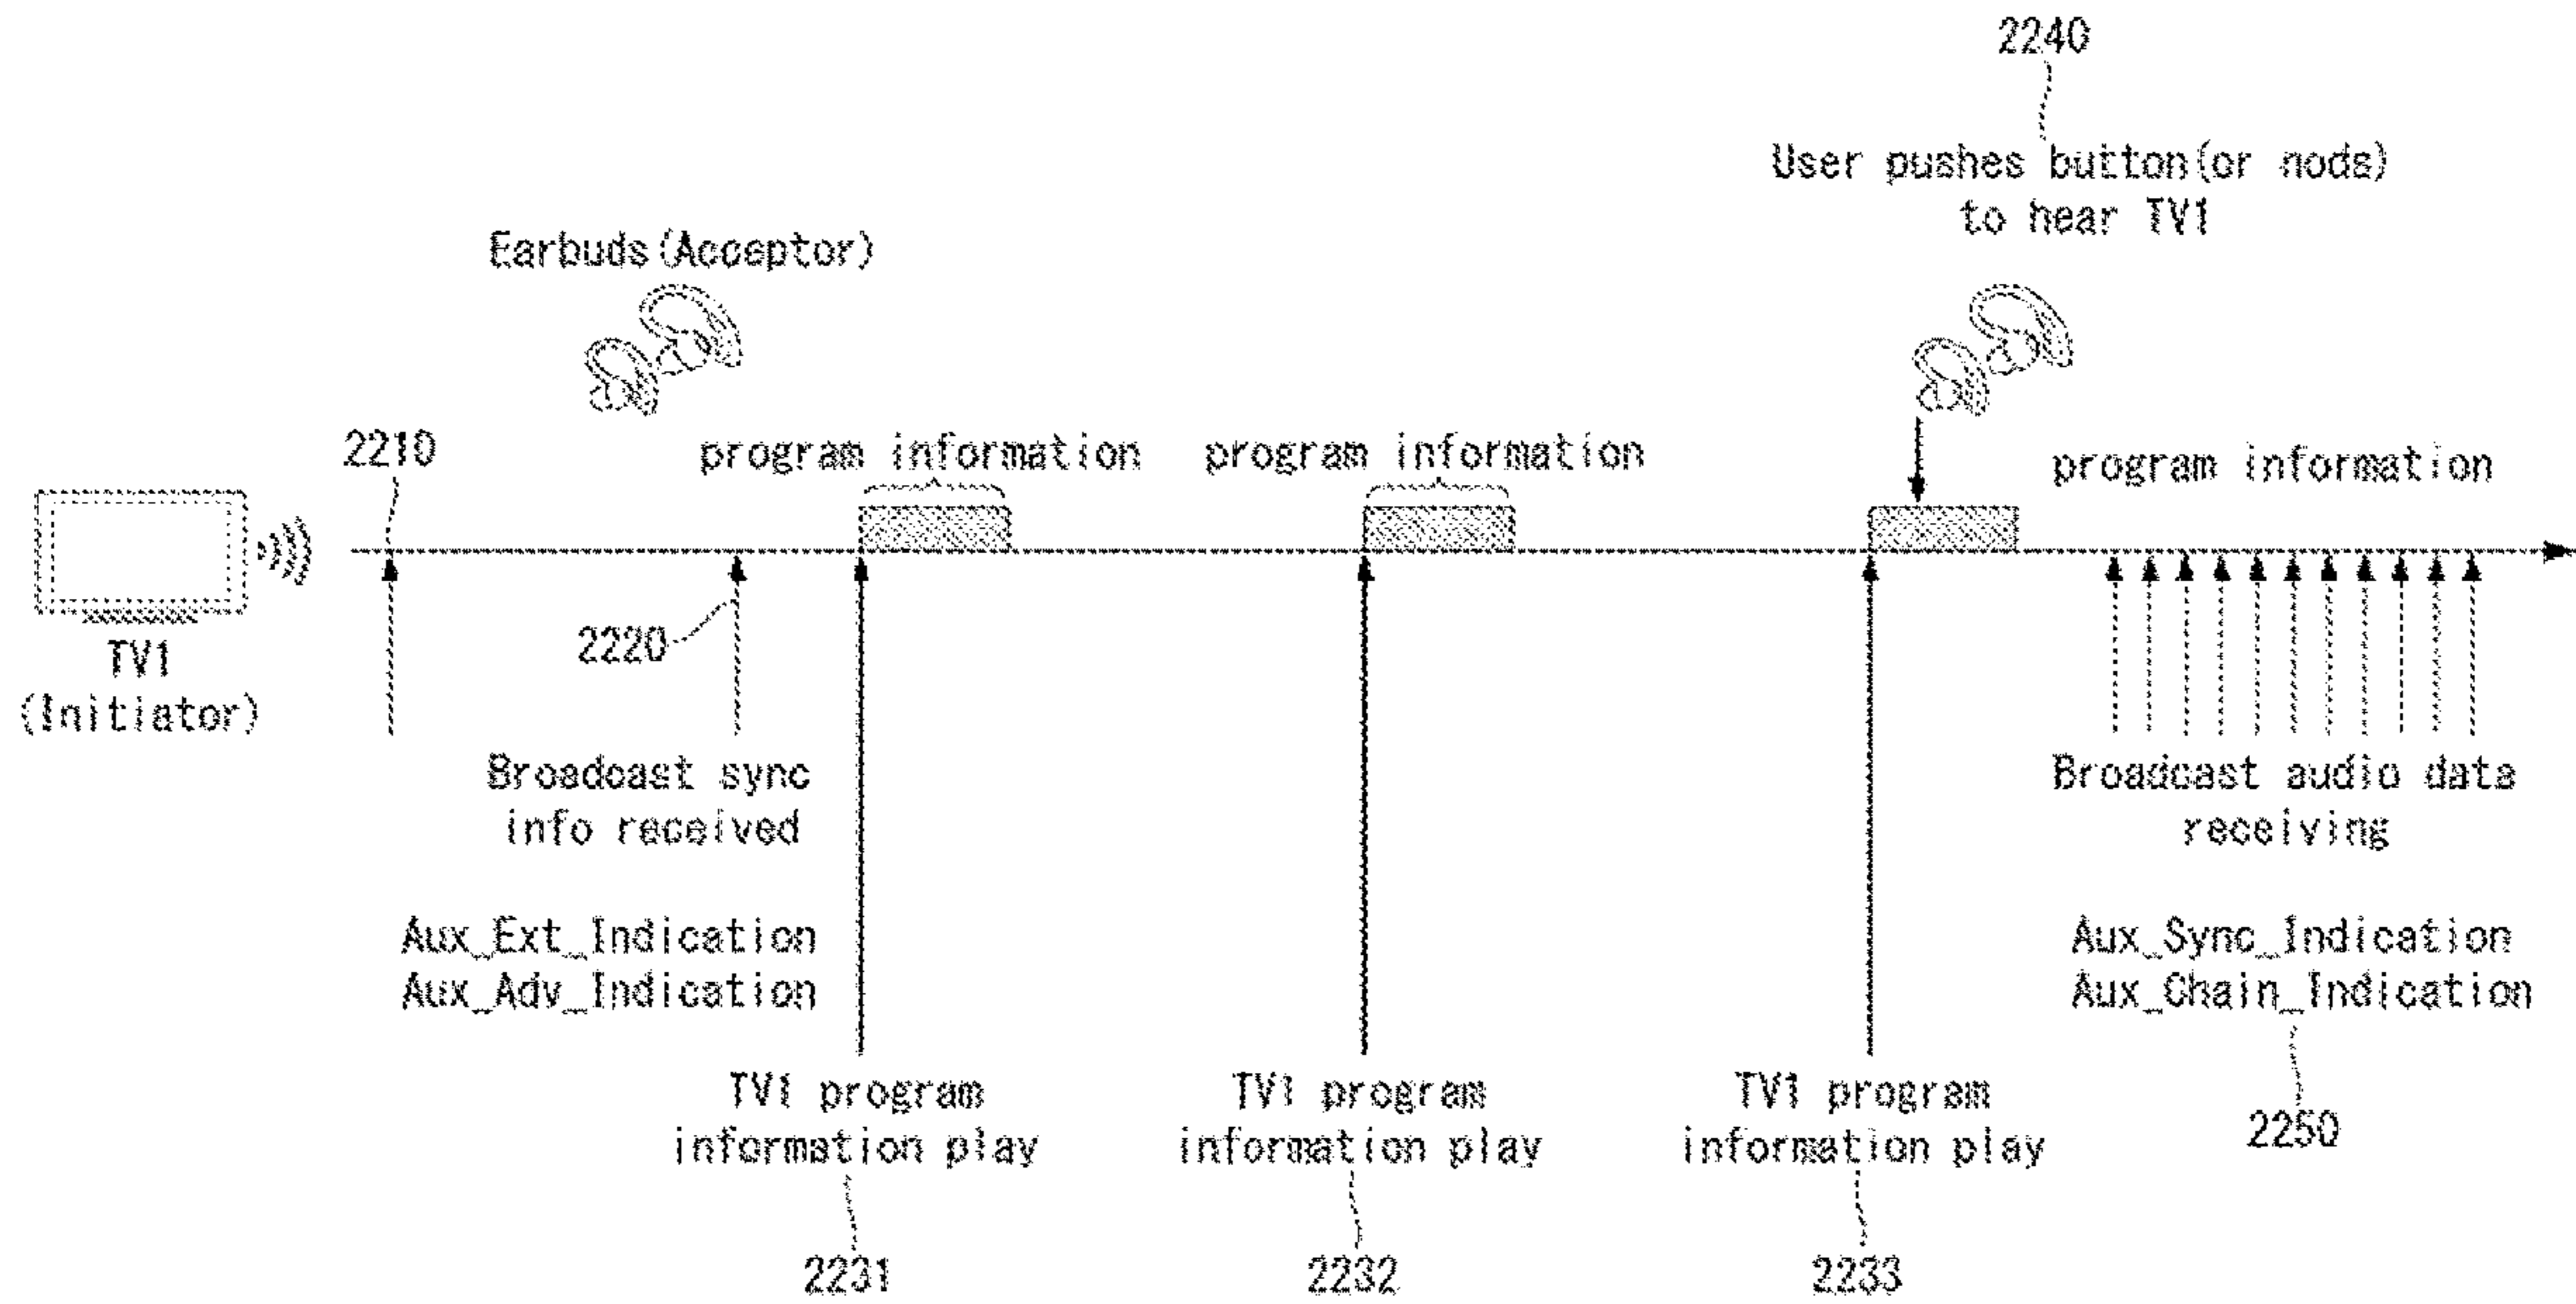 2240
User pushes button(or nods)
to hear TV1
Earbuds(Acceptor)
2210
program information
program information
program information
TV1
(Initiator)
2220
Broadcast sync
info received
Broadcast audio data
receiving
Aux_Ext_Indication
Aux_Adv_Indication
Aux_Sync_Indication
Aux_Chain_Indication
TV1 program
information play
TV1 program
information play
TV1 program
information play
2250
2231
2232
2233